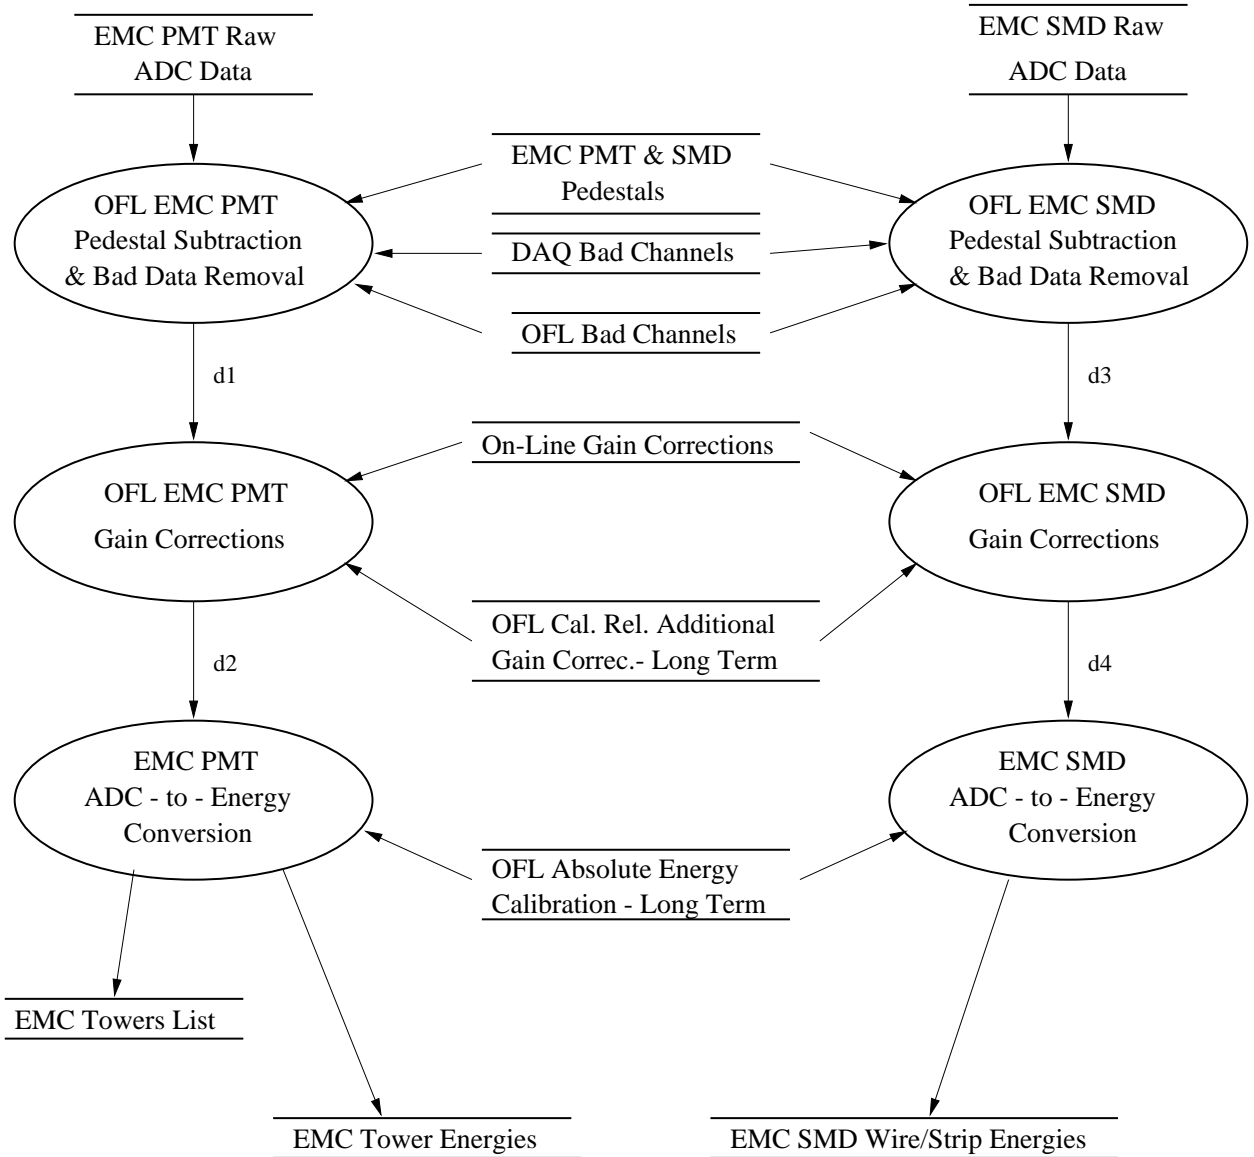 EMC PMT Raw
ADC Data
EMC SMD Raw
ADC Data
EMC PMT & SMD
Pedestals
OFL EMC PMT
Pedestal Subtraction
& Bad Data Removal
DAQ Bad Channels
OFL EMC SMD
Pedestal Subtraction
& Bad Data Removal
OFL Bad Channels
d1
d3
On-Line Gain Corrections
OFL EMC PMT
Gain Corrections
OFL EMC SMD
Gain Corrections
OFL Cal. Rel. Additional
Gain Correc.- Long Term
d2
d4
EMC PMT
ADC - to - Energy
Conversion
EMC SMD
ADC - to - Energy
Conversion
OFL Absolute Energy
Calibration - Long Term
EMC Towers List
EMC Tower Energies
EMC SMD Wire/Strip Energies